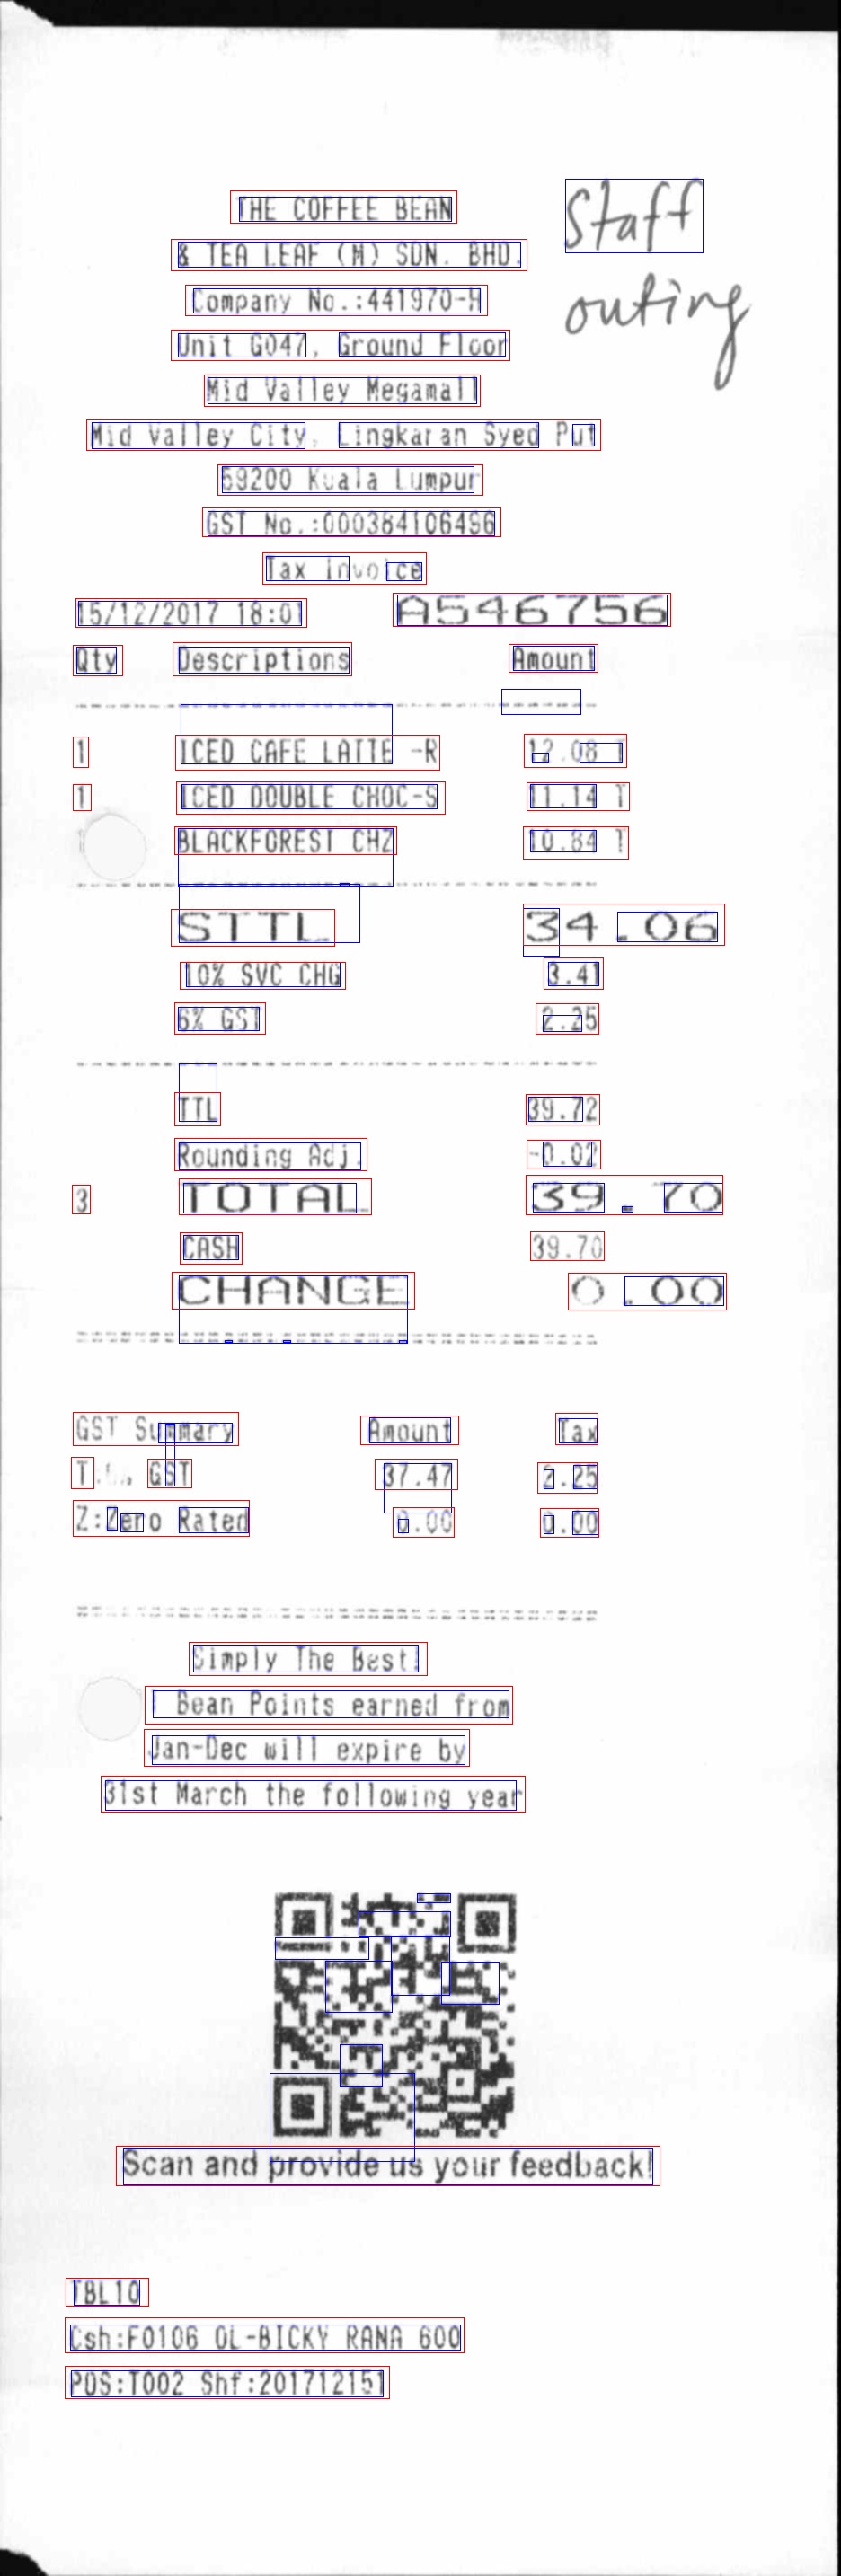 THE COFFEE BEAN
Staff
& TEA LEAF (M) SDN. BHD.
Company No.:441970-H
outing
Unit G047, Ground Floor
Mid Valley Megamall
Mid Valley City, Lingkaran Syed Put
59200 Kuala Lumpur
GST No.:000384106496
Tax Invoice
15/12/2017 18:01 A546756
Qty Descriptions Amount
1 ICED CAFE LATTE -R 12.08 T
1 ICED DOUBLE CHOC-S 11.14 T
BLACKFOREST CHZ 10.84 T
STTL 34.06
10% SVC CHG 3.41
6% GST 2.25
TTL 39.72
Rounding Adj. -0.02
3 TOTAL 39.70
CASH 39.70
CHANGE 0.00
GST Summary Amount Tax
T GST 37.47 2.25
Z:Zero Rated 0.00 0.00
Simply The Best!
Bean Points earned from
Jan-Dec will expire by
31st March the following year
Scan and provide us your feedback!
TBL10
Csh:F0106 OL-BICKY RANA 600
POS:T002 Shf:201712151